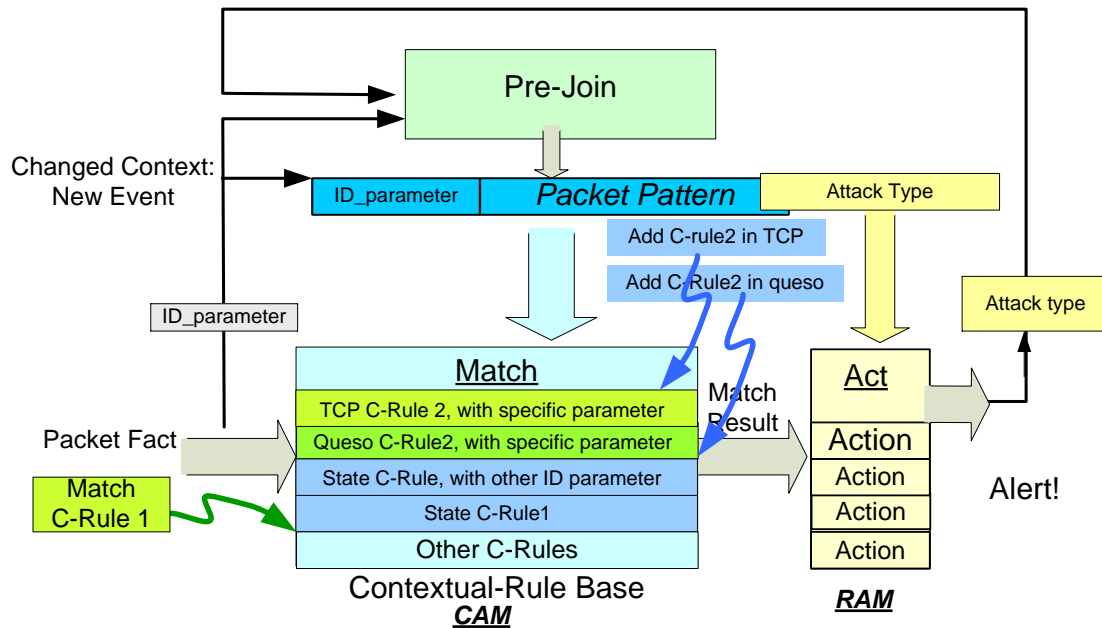 Pre-Join
Changed Context:
New Event
ID_parameter
Packet Pattern
Attack Type
Add C-rule2 in TCP
Add C-Rule2 in queso
ID_parameter
Attack type
Match
Act
TCP C-Rule 2, with specific parameter
Match
Result
Packet Fact
Queso C-Rule2, with specific parameter
Action
State C-Rule, with other ID parameter
Action
Alert!
Match
C-Rule 1
State C-Rule1
Action
Other C-Rules
Action
Contextual-Rule Base
CAM
RAM